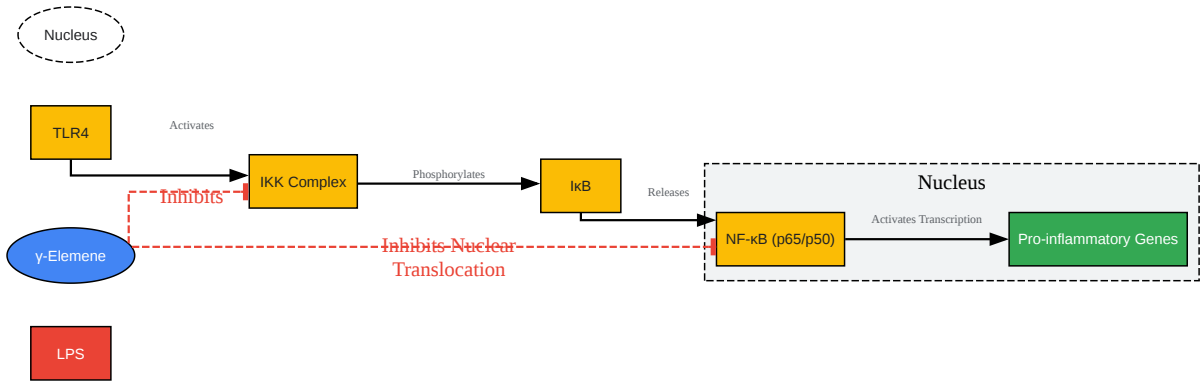 Nucleus
TLR4
Activates
IKK Complex
Phosphorylates
IκB
Releases
Nucleus
Inhibits
NF-κB (p65/p50)
Activates Transcription
Pro-inflammatory Genes
γ-Elemene
Inhibits Nuclear
Translocation
LPS